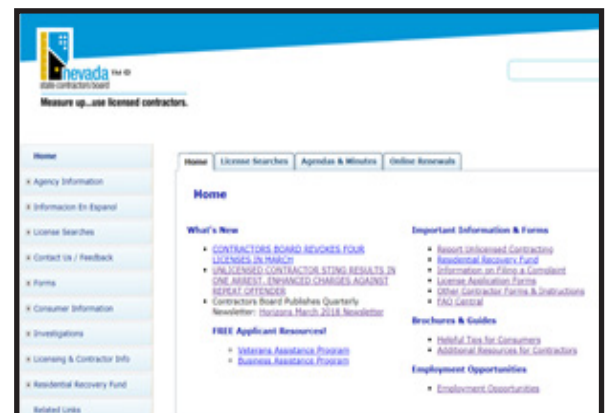 nevada TM ©
state contractors board
Measure up...use licensed contractors.
Home
Agency Information
Informacion En Espanol
License Searches
Contact Us / Feedback
Forms
Consumer Information
Investigations
Licensing & Contractor Info
Residential Recovery Fund
Related Links
Home License Searches Agendas & Minutes Online Renewals
Home
What's New
CONTRACTORS BOARD REVOKES FOUR
LICENSES IN MARCH
UNLICENSED CONTRACTOR STING RESULTS IN
ONE ARREST, ENHANCED CHARGES AGAINST
REPEAT OFFENDER
Contractors Board Publishes Quarterly
Newsletter: Horizons March 2018 Newsletter
FREE Applicant Resources!
Veterans Assistance Program
Business Assistance Program
Important Information & Forms
Report Unlicensed Contracting
Residential Recovery Fund
Information on Filing a Complaint
License Application Forms
Other Contractor Forms & Instructions
FAQ Central
Brochures & Guides
Helpful Tips for Consumers
Additional Resources for Contractors
Employment Opportunities
Employment Opportunities